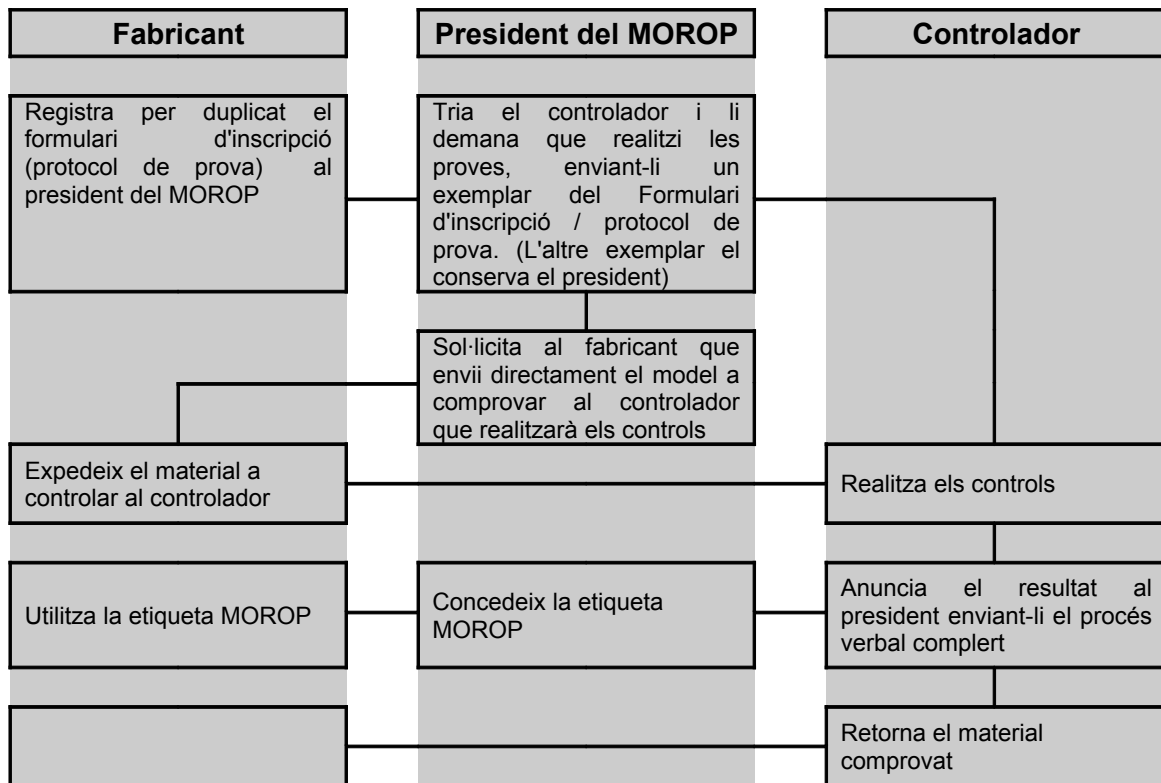 Fabricant
President del MOROP
Controlador
Registra per duplicat el
formulari d'inscripció
(protocol de prova) al
president del MOROP
Tria el controlador i li
demana que realitzi les
proves, enviant-li un
exemplar del Formulari
d'inscripció / protocol de
prova. (L'altre exemplar el
conserva el president)
Sol·licita al fabricant que
envii directament el model a
comprovar al controlador
que realitzarà els controls
Expedeix el material a
controlar al controlador
Realitza els controls
Utilitza la etiqueta MOROP
Concedeix la etiqueta
MOROP
Anuncia el resultat al
president enviant-li el procés
verbal complert
Retorna el material
comprovat